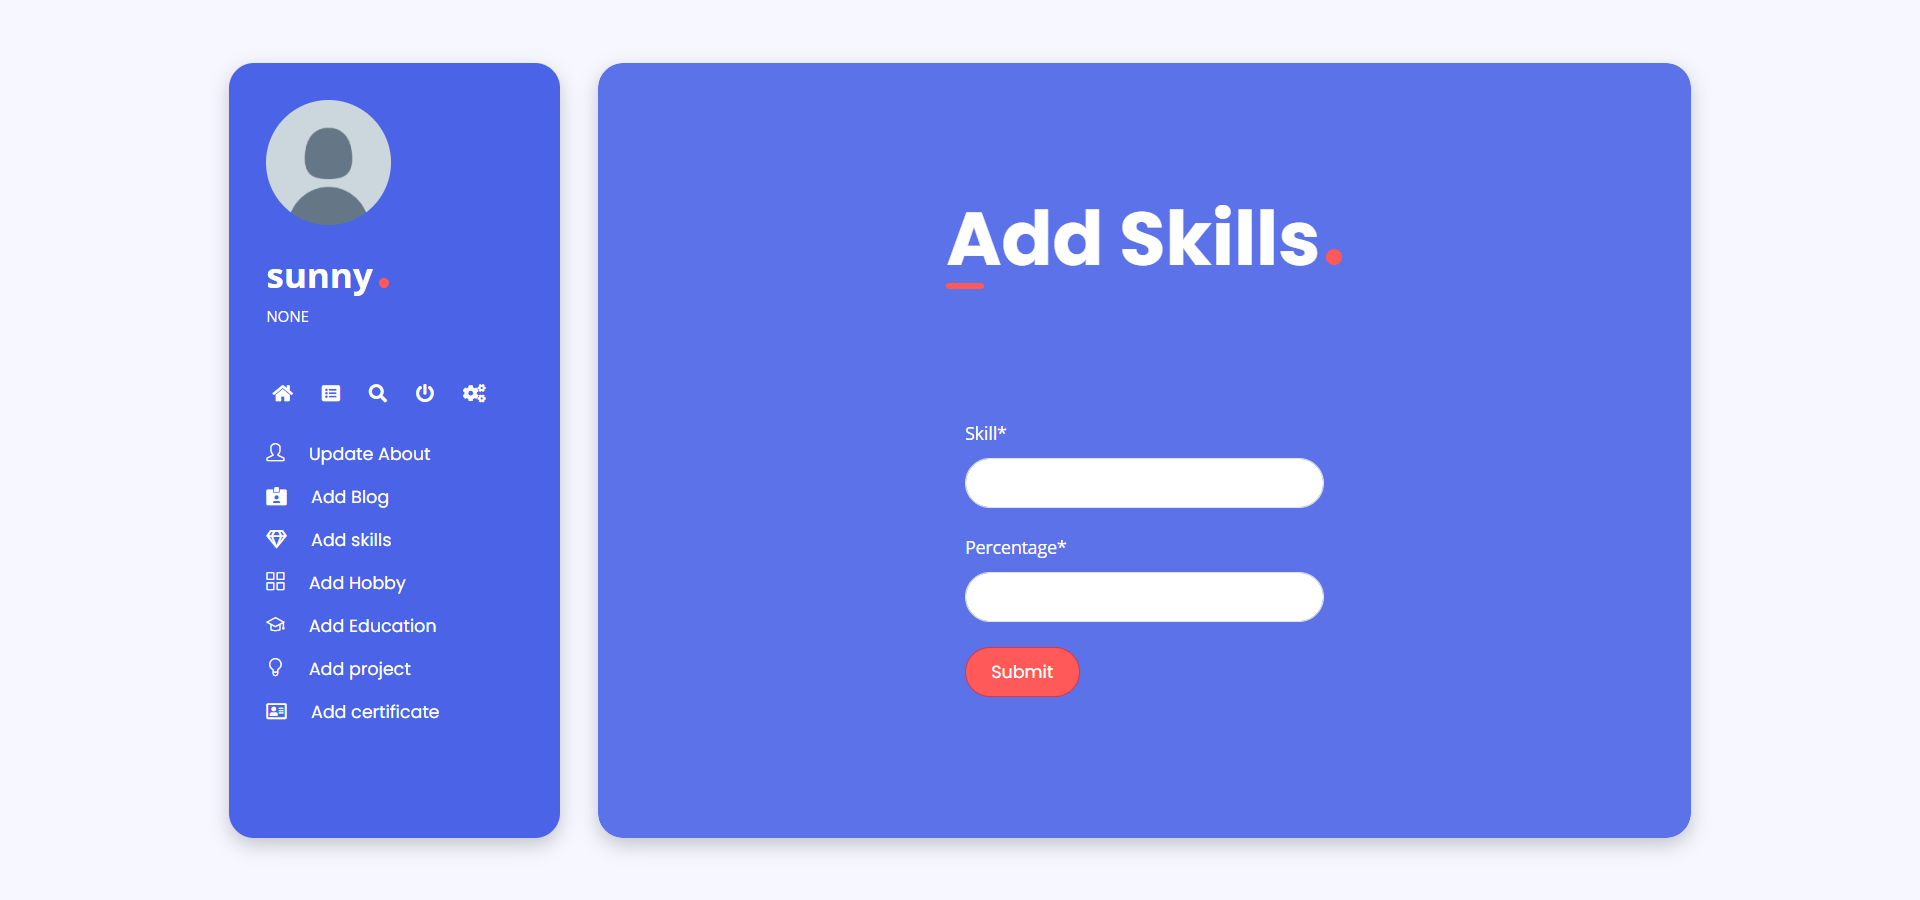 sunny.
NONE
Update About
Add Blog
Add skills
Add Hobby
Add Education
Add project
Add certificate
Add Skills.
Skill*
Percentage*
Submit